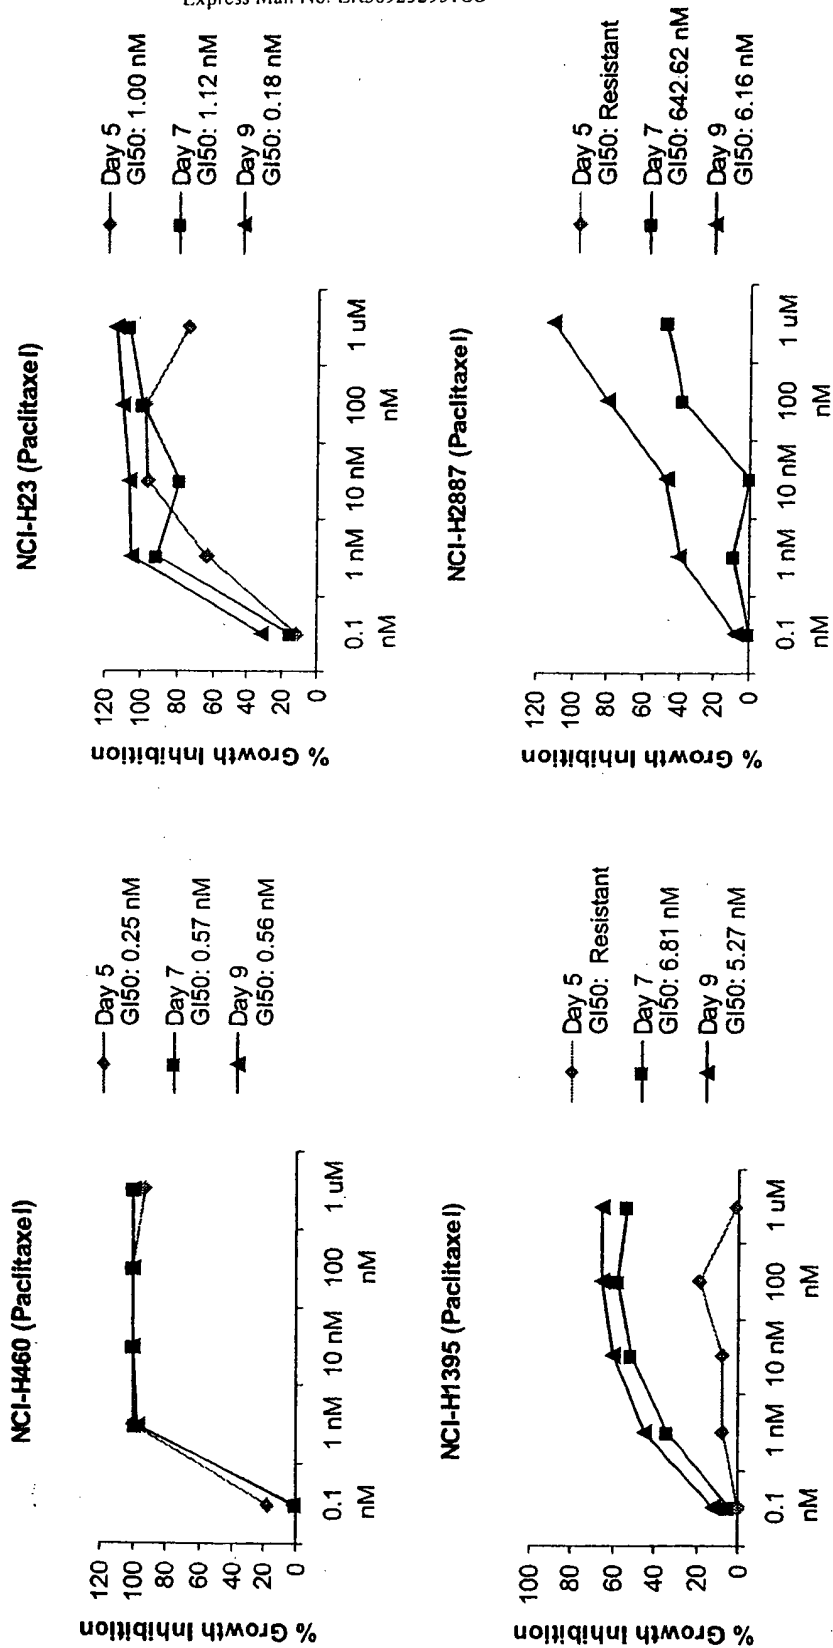 NCI-H460 (Paclitaxel)
% Growth Inhibition
120
100
80
60
40
20
0
0.1 nM
1 nM
10 nM
100 nM
1 uM
Day 5
GI50: 0.25 nM
Day 7
GI50: 0.57 nM
Day 9
GI50: 0.56 nM
NCI-H23 (Paclitaxel)
% Growth Inhibition
120
100
80
60
40
20
0
0.1 nM
1 nM
10 nM
100 nM
1 uM
Day 5
GI50: 1.00 nM
Day 7
GI50: 1.12 nM
Day 9
GI50: 0.18 nM
NCI-H1395 (Paclitaxel)
% Growth Inhibition
100
80
60
40
20
0
0.1 nM
1 nM
10 nM
100 nM
1 uM
Day 5
GI50: Resistant
Day 7
GI50: 6.81 nM
Day 9
GI50: 5.27 nM
NCI-H2887 (Paclitaxel)
% Growth Inhibition
120
100
80
60
40
20
0
0.1 nM
1 nM
10 nM
100 nM
1 uM
Day 5
GI50: Resistant
Day 7
GI50: 642.62 nM
Day 9
GI50: 6.16 nM